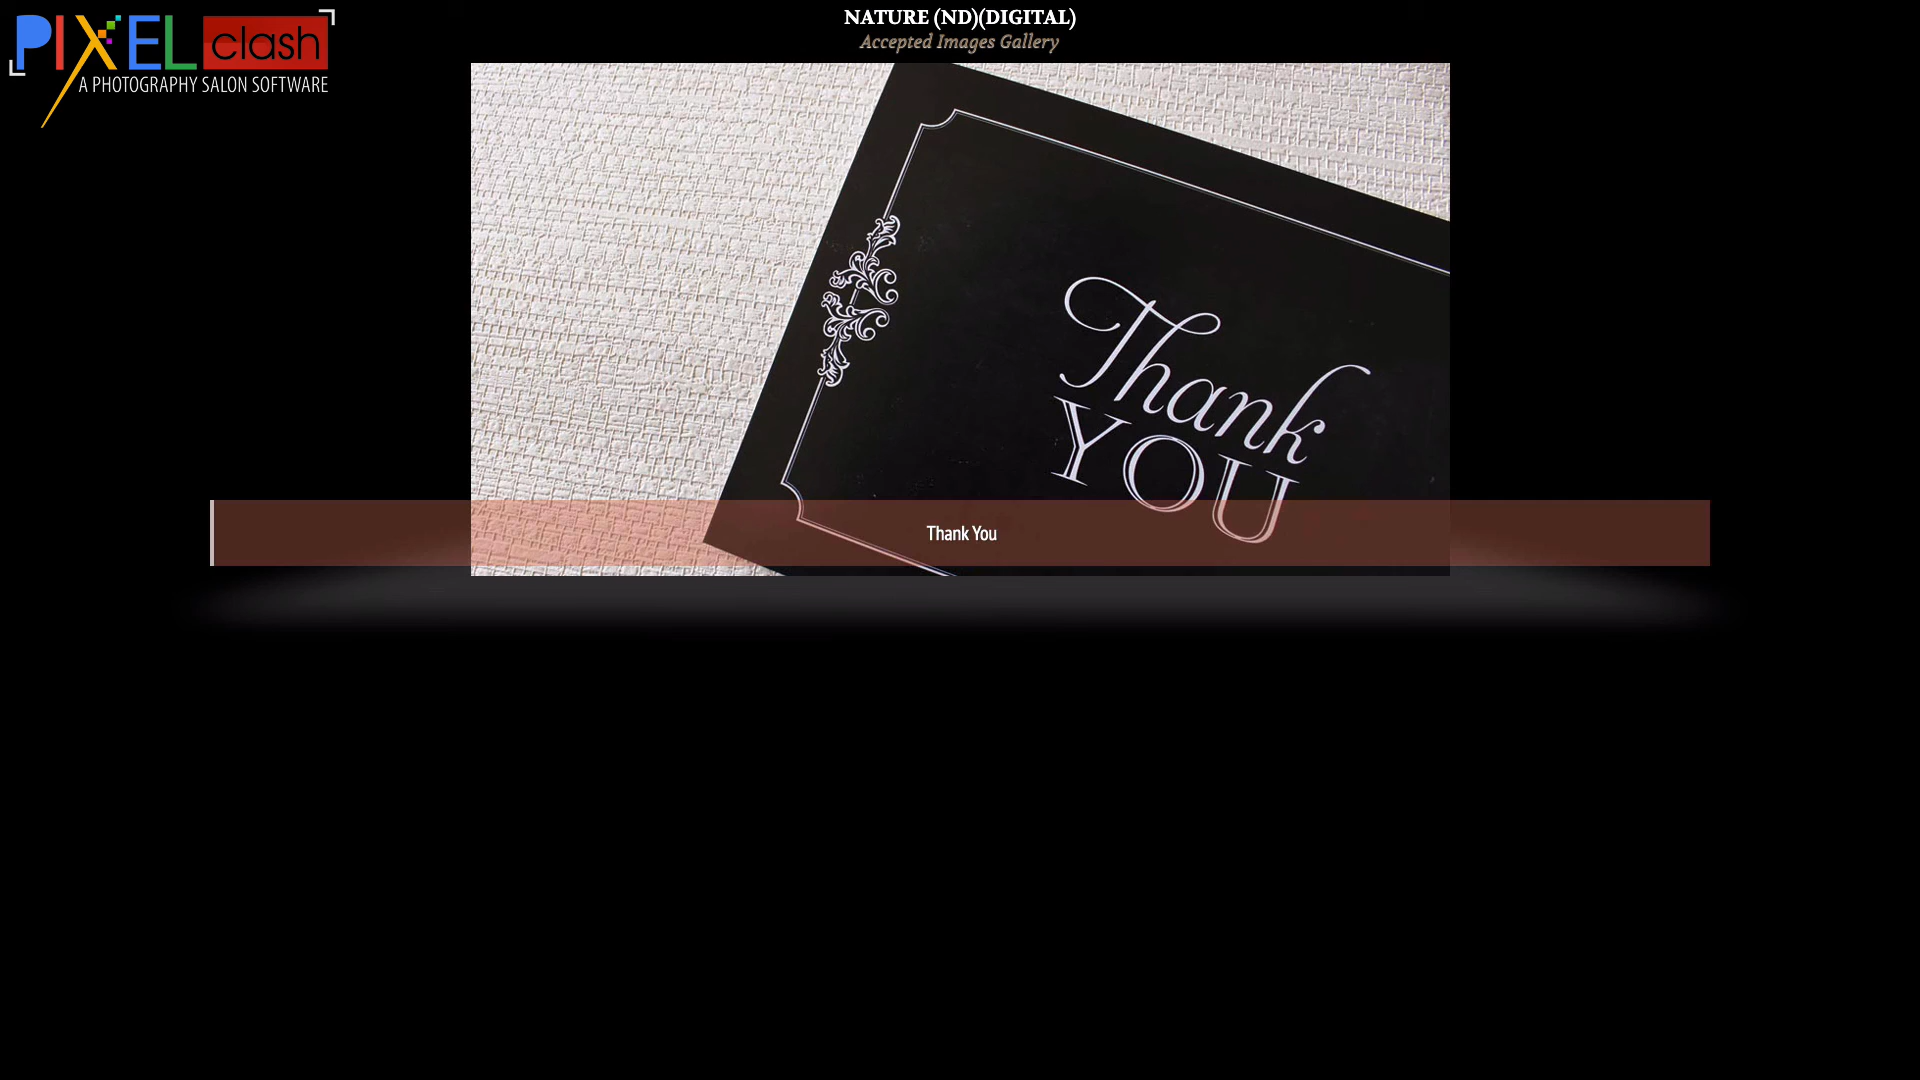 PIXEL clash
A PHOTOGRAPHY SALON SOFTWARE
NATURE (ND)(DIGITAL)
Accepted Images Gallery
Thank
YOU
Thank You